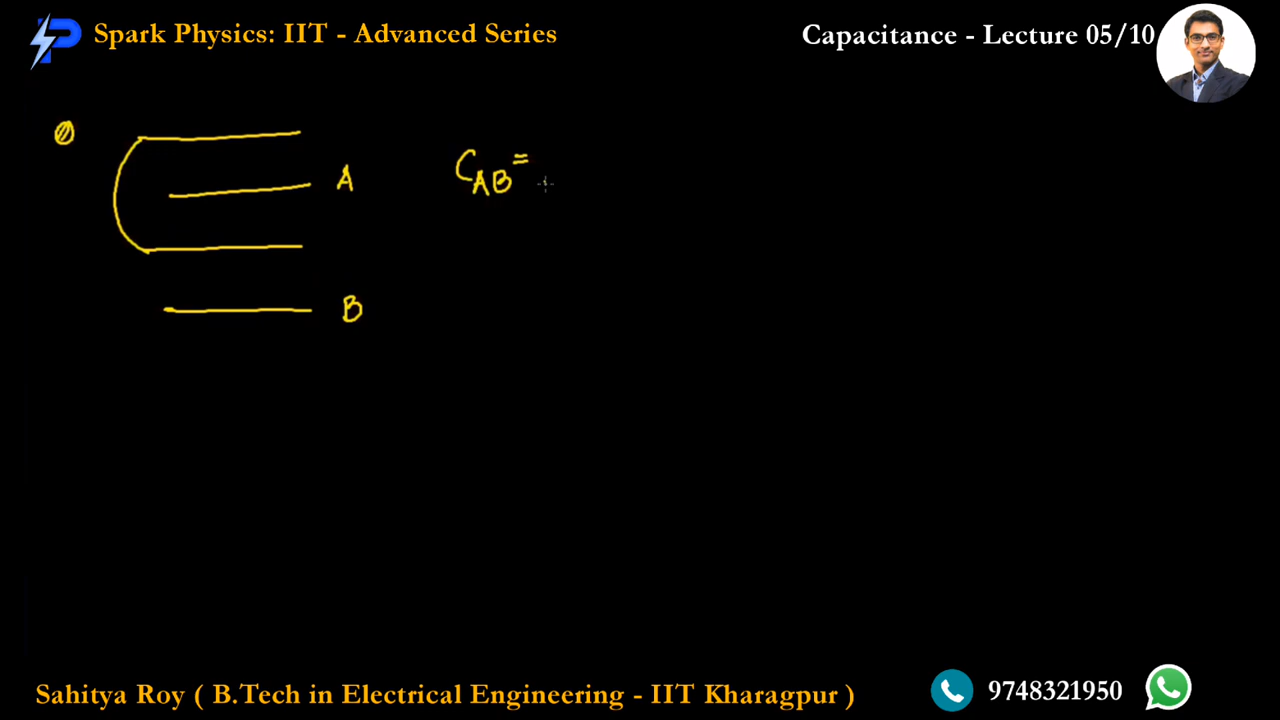 Spark Physics: IIT - Advanced Series
Capacitance - Lecture 05/10
A
C_AB =
B
Sahitya Roy ( B.Tech in Electrical Engineering - IIT Kharagpur )
9748321950